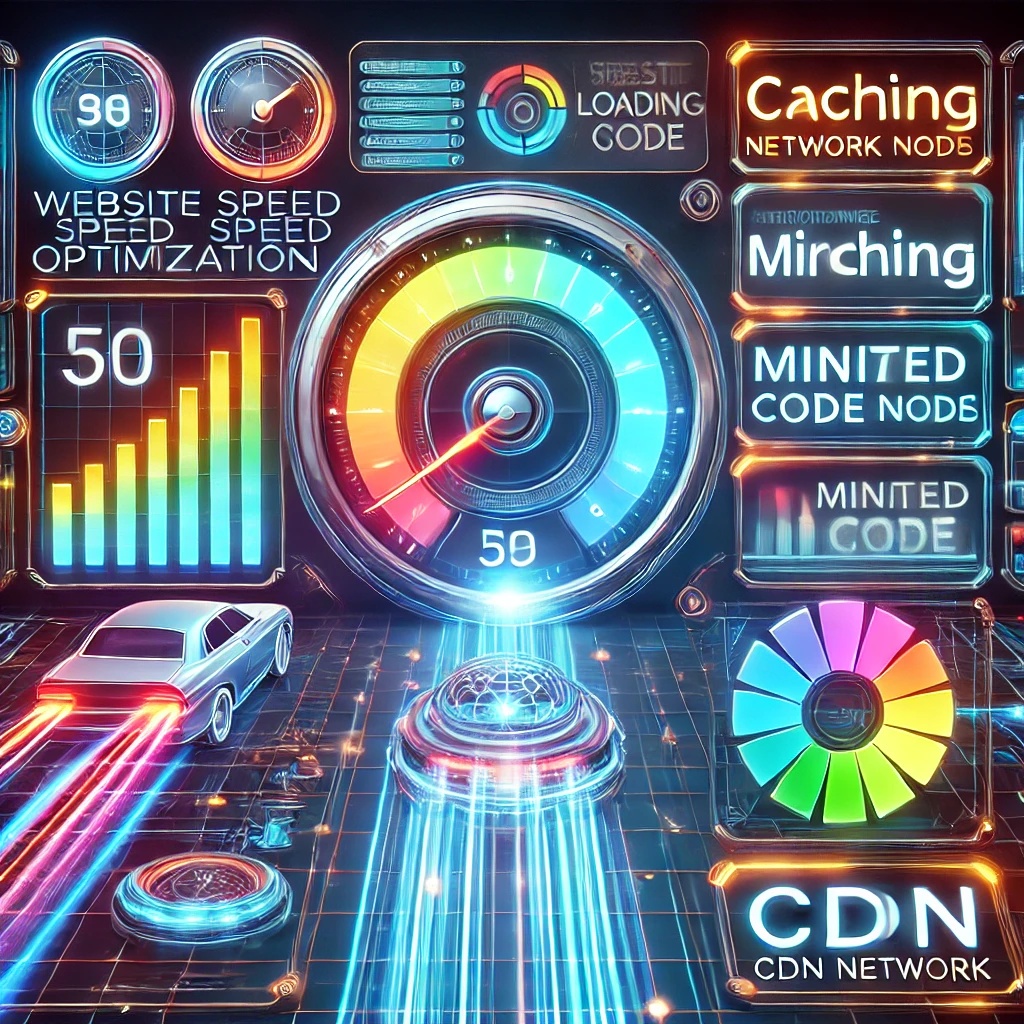 WEBSITE SPEED
SPEED SPEED
OPTIMIZATION
50
LOADING
CODE
50
Caching
NETWORK NODS
Mirching
MINITED
CODE NODS
MINITED
CODE
CDN
CDN NETWORK